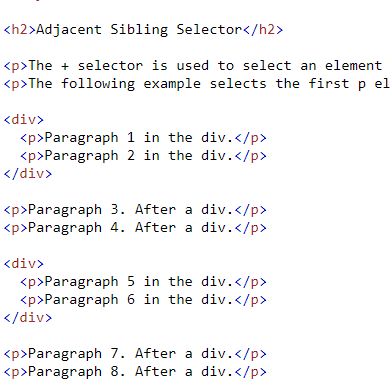 <h2>Adjacent Sibling Selector</h2>
<p>The + selector is used to select an element
<p>The following example selects the first p el
<div>
<p>Paragraph 1 in the div.</p>
<p>Paragraph 2 in the div.</p>
</div>
<p>Paragraph 3. After a div.</p>
<p>Paragraph 4. After a div.</p>
<div>
<p>Paragraph 5 in the div.</p>
<p>Paragraph 6 in the div.</p>
</div>
<p>Paragraph 7. After a div.</p>
<p>Paragraph 8. After a div.</p>